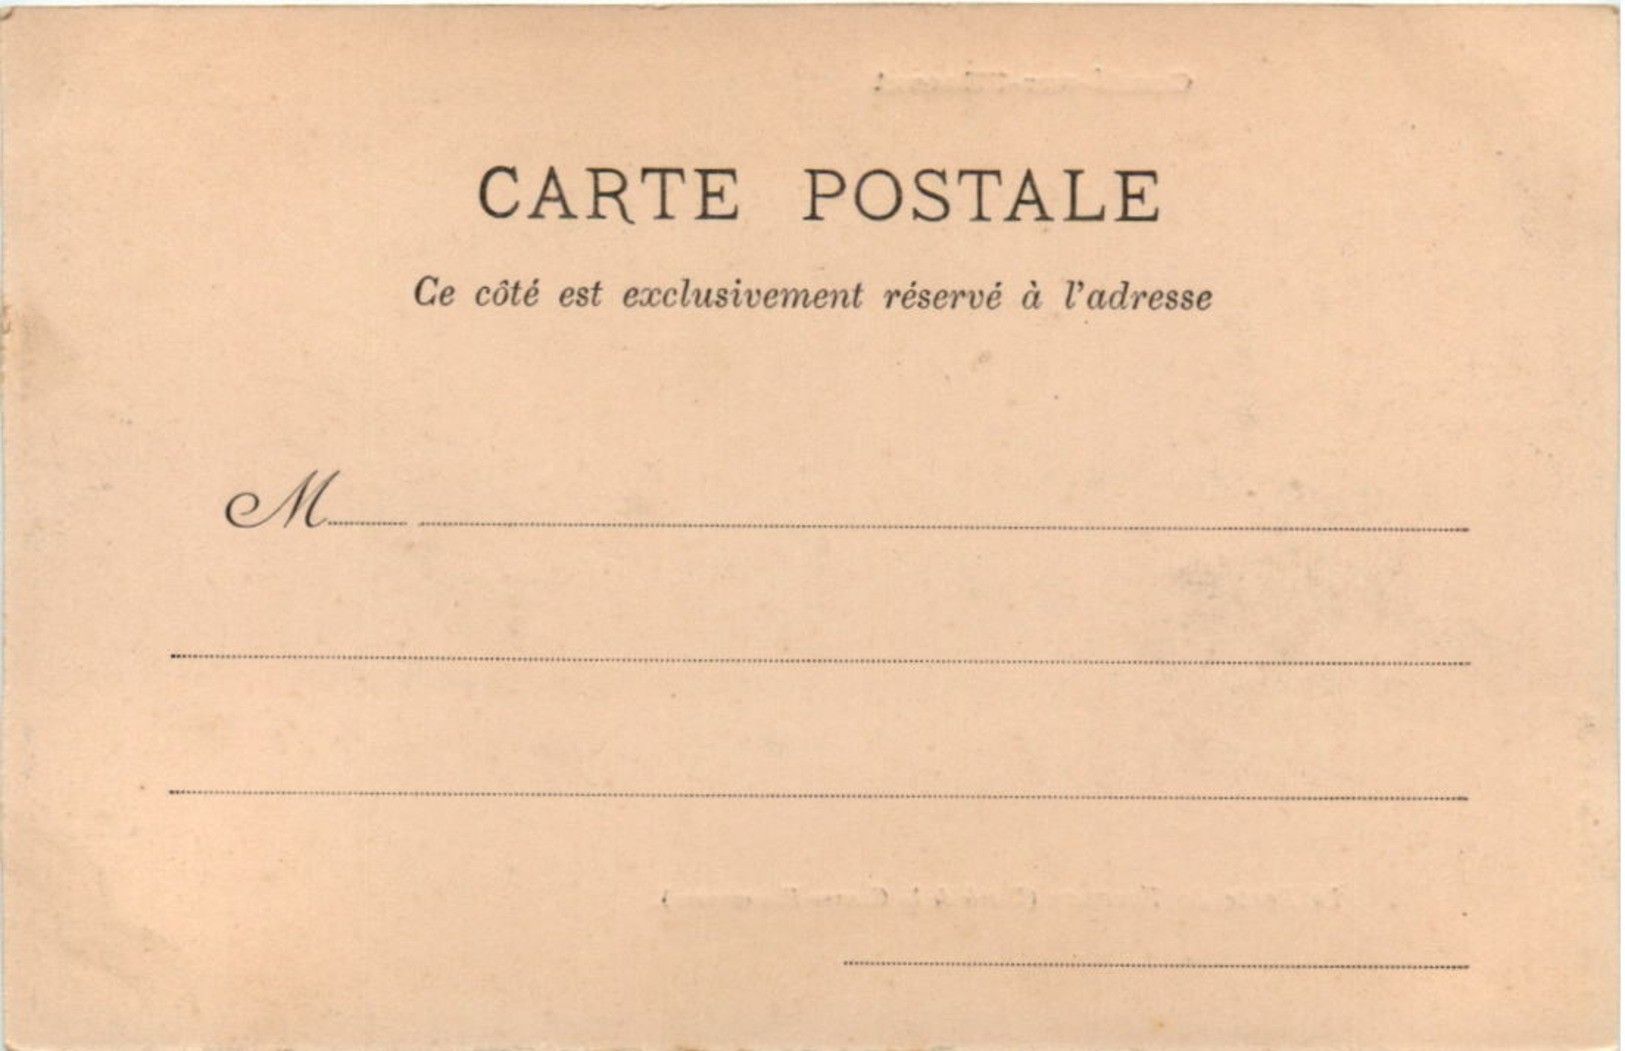 CARTE POSTALE
Ce côté est exclusivement réservé à l'adresse
M